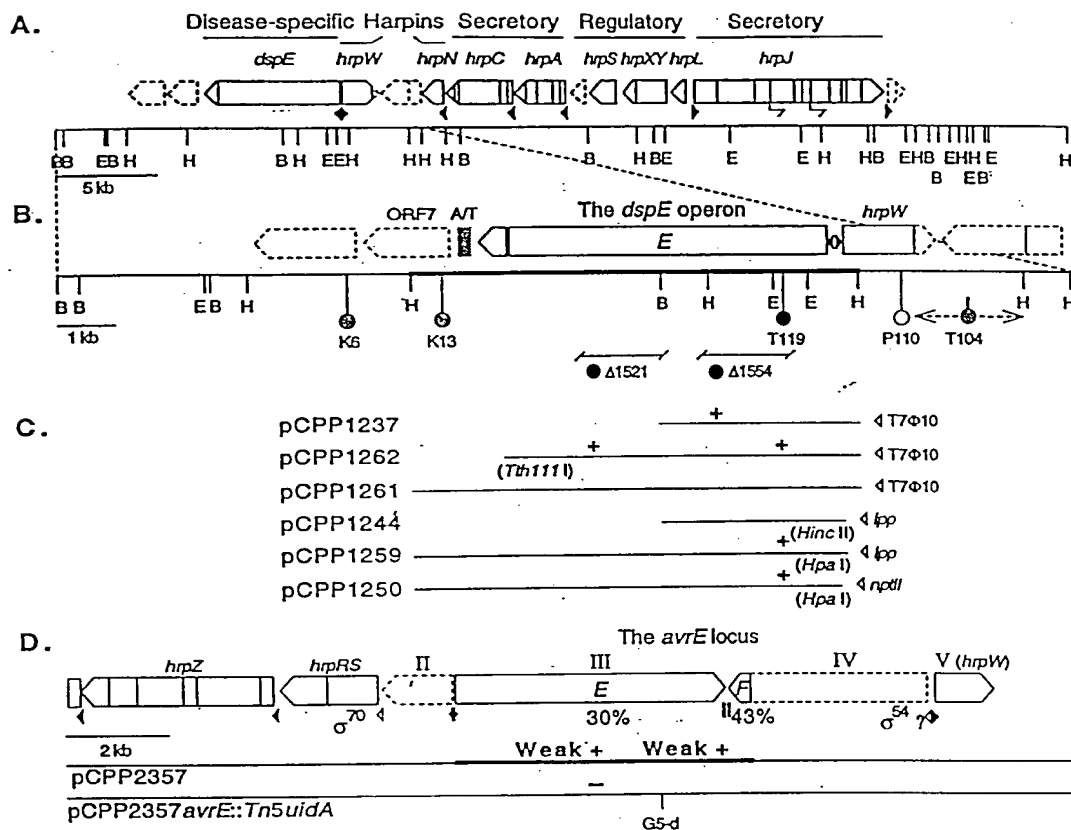 A.
Disease-specific Harpins Secretory Regulatory Secretory
dspE hrpW hrpN hrpC hrpA hrpS hrpXY hrpL hrpJ
B B E B H H B H E E H H H H B B H B E E E H H B E H B E H H E H
B E B
5 kb
B.
ORF7 A/T The dspE operon hrpW
E
B B E B H H B H E E H H H
1 kb
K6 K13 T119 P110 T104
Δ1521 Δ1554
C.
pCPP1237 + T7Φ10
pCPP1262 + + T7Φ10
(Tth111 I)
pCPP1261 T7Φ10
pCPP1244 lpp
(Hinc II)
pCPP1259 + lpp
(Hpa I)
pCPP1250 + nptII
(Hpa I)
D.
The avrE locus
hrpZ hrpRS II III IV V (hrpW)
E F
σ70 30% 43% σ54 ?
2 kb
Weak + Weak +
pCPP2357
–
pCPP2357avrE::Tn5uidA
G5-d